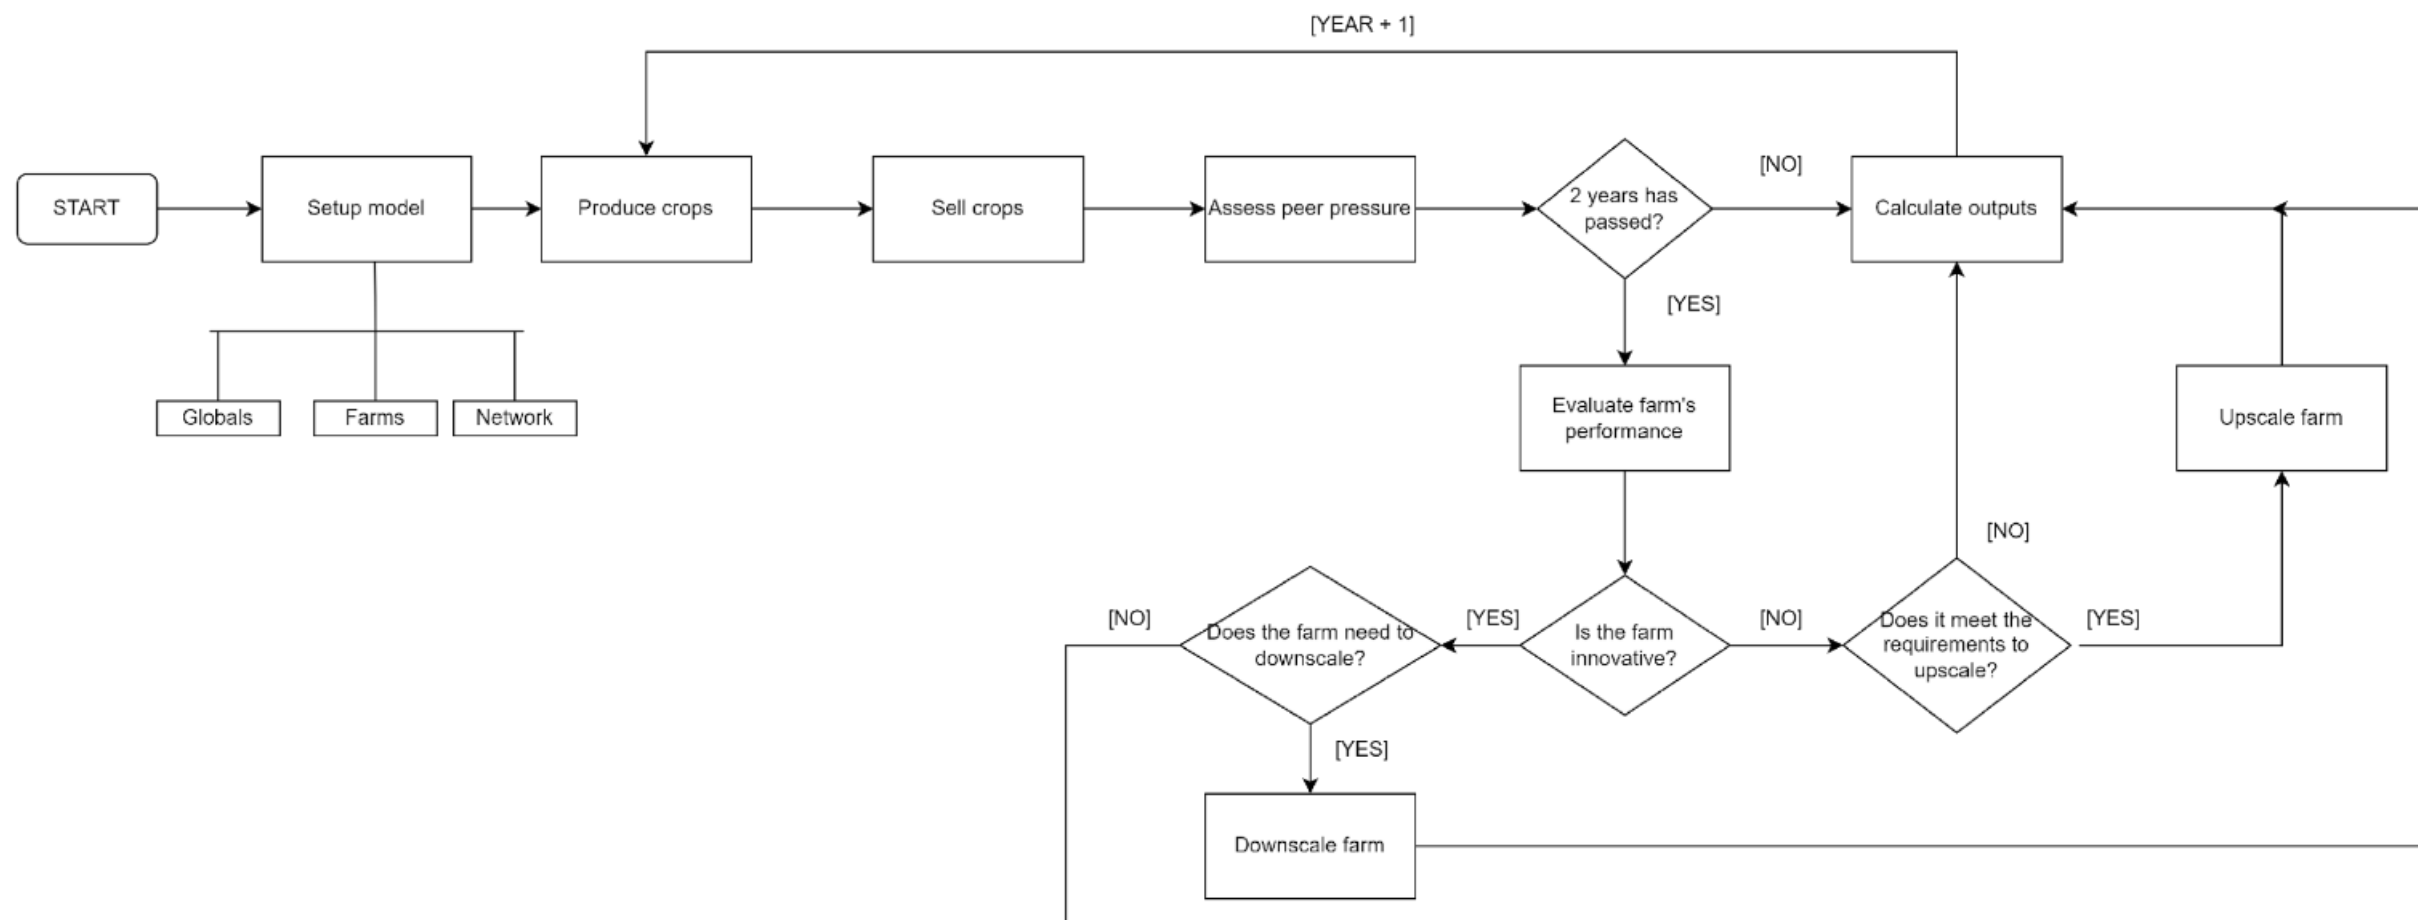 [YEAR + 1]
START
Setup model
Produce crops
Sell crops
Assess peer pressure
2 years has
passed?
[NO]
Calculate outputs
[YES]
Globals
Farms
Network
Evaluate farm's
performance
Upscale farm
[NO]
[NO]
Does the farm need to
downscale?
[YES]
Is the farm
innovative?
[NO]
Does it meet the
requirements to
upscale?
[YES]
[YES]
Downscale farm